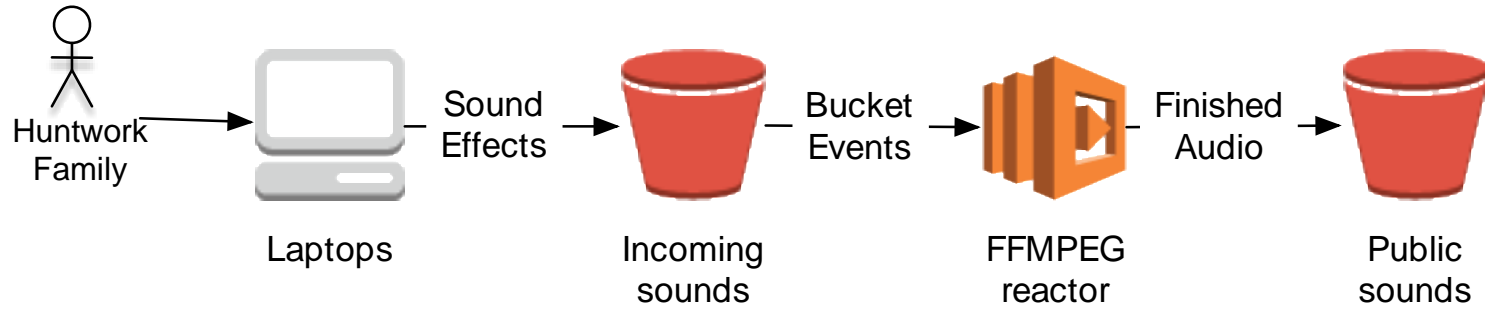 Huntwork
Family
Laptops
Sound
Effects
Incoming
sounds
Bucket
Events
FFMPEG
reactor
Finished
Audio
Public
sounds